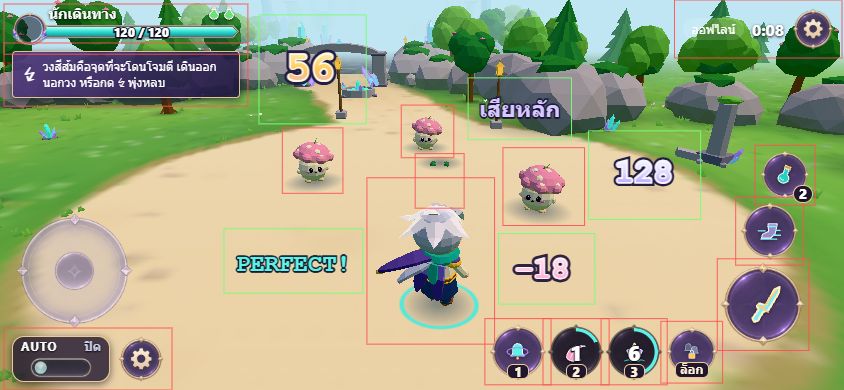 นักเดินทาง
120 / 120
วงสีส้มคือจุดที่จะโดนโจมตี เดินออก
นอกวง หรือกด พุ่งหลบ
ออฟไลน์ 0:08
56
เสียหลัก
128
2
PERFECT!
-18
AUTO ปิด
1
1
2
6
3
ล็อก